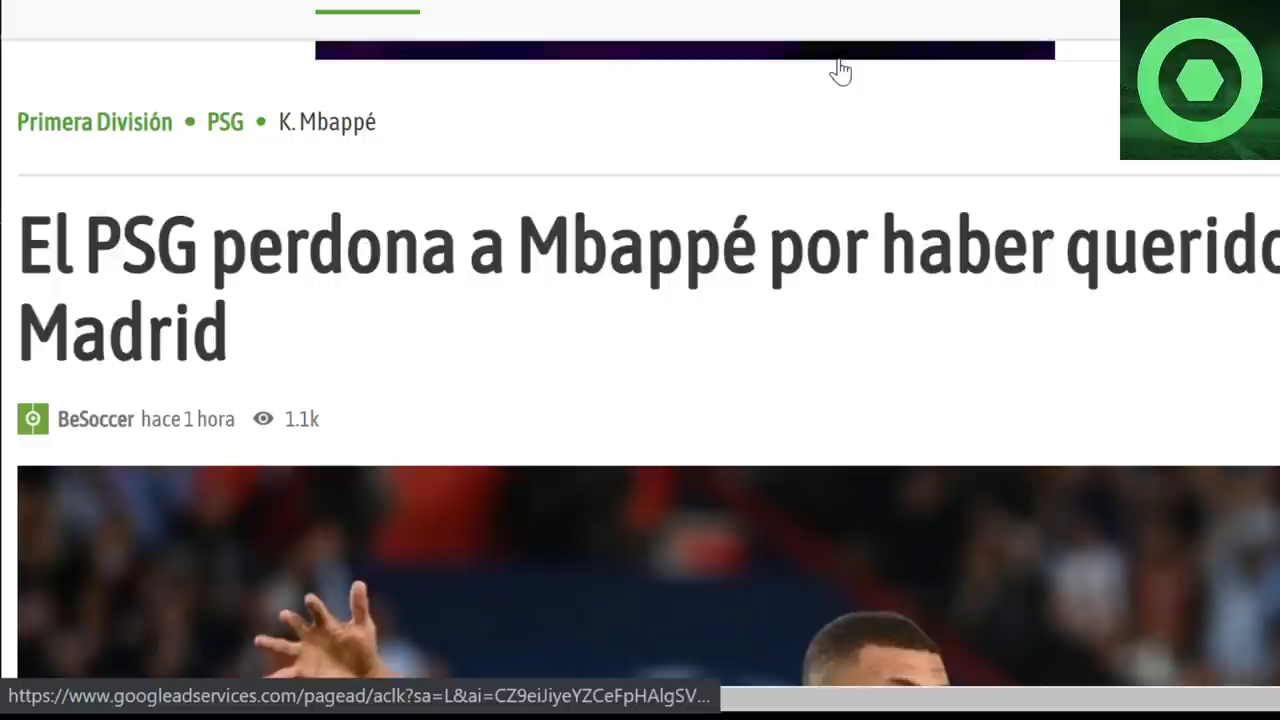 Primera División • PSG • K. Mbappé
El PSG perdona a Mbappé por haber querido
Madrid
BeSoccer hace 1 hora 1.1k
https://www.googleadservices.com/pagead/aclk?sa=L&ai=CZ9eiJiyeYZCeFpHAlgSV...